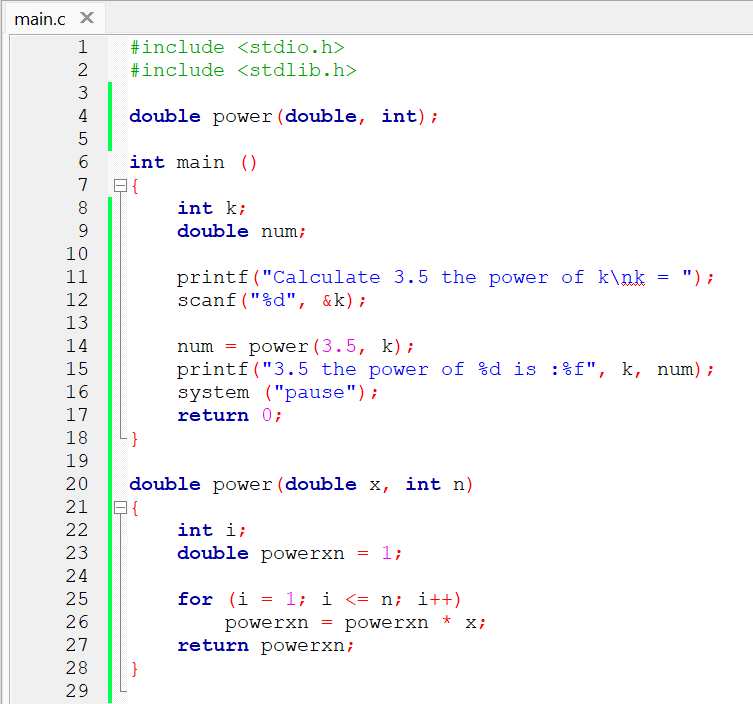 main.c
1 #include <stdio.h>
2 #include <stdlib.h>
3
4 double power(double, int);
5
6 int main ()
7 {
8     int k;
9     double num;
10
11     printf("Calculate 3.5 the power of k\nk = ");
12     scanf("%d", &k);
13
14     num = power(3.5, k);
15     printf("3.5 the power of %d is :%f", k, num);
16     system ("pause");
17     return 0;
18 }
19
20 double power(double x, int n)
21 {
22     int i;
23     double powerxn = 1;
24
25     for (i = 1; i <= n; i++)
26         powerxn = powerxn * x;
27     return powerxn;
28 }
29